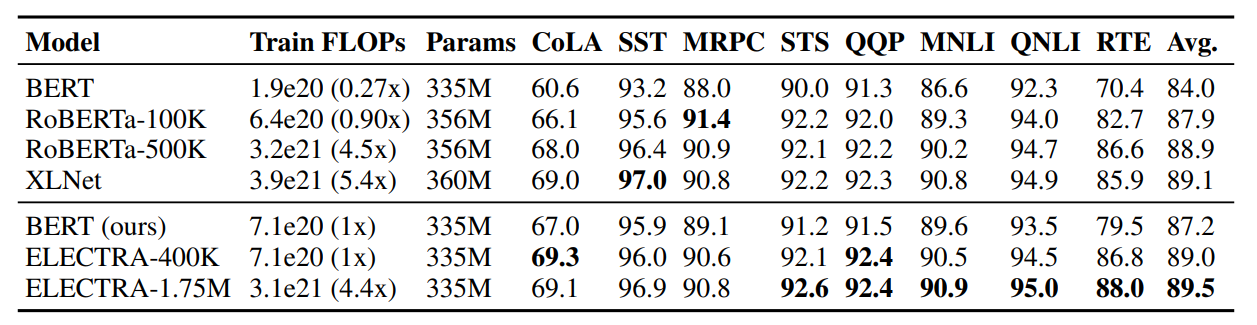 Model Train FLOPs Params CoLA SST MRPC STS QQP MNLI QNLI RTE Avg.
BERT 1.9e20 (0.27x) 335M 60.6 93.2 88.0 90.0 91.3 86.6 92.3 70.4 84.0
RoBERTa-100K 6.4e20 (0.90x) 356M 66.1 95.6 91.4 92.2 92.0 89.3 94.0 82.7 87.9
RoBERTa-500K 3.2e21 (4.5x) 356M 68.0 96.4 90.9 92.1 92.2 90.2 94.7 86.6 88.9
XLNet 3.9e21 (5.4x) 360M 69.0 97.0 90.8 92.2 92.3 90.8 94.9 85.9 89.1
BERT (ours) 7.1e20 (1x) 335M 67.0 95.9 89.1 91.2 91.5 89.6 93.5 79.5 87.2
ELECTRA-400K 7.1e20 (1x) 335M 69.3 96.0 90.6 92.1 92.4 90.5 94.5 86.8 89.0
ELECTRA-1.75M 3.1e21 (4.4x) 335M 69.1 96.9 90.8 92.6 92.4 90.9 95.0 88.0 89.5